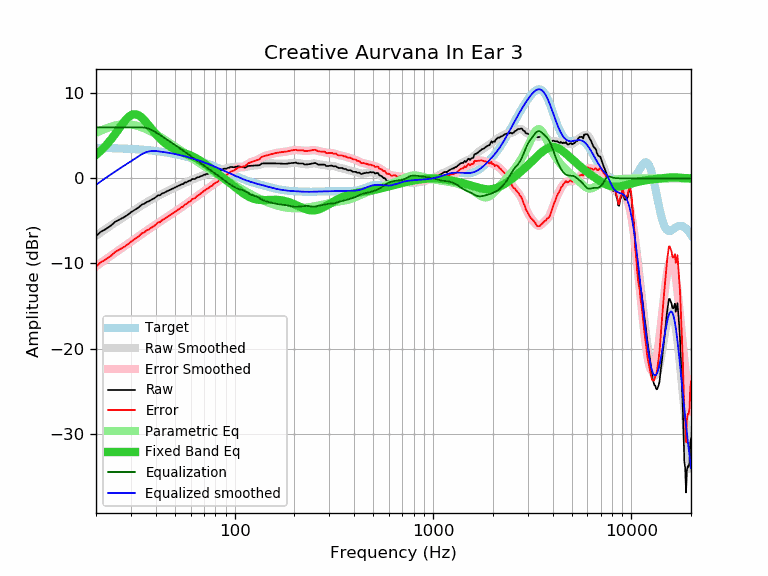 Creative Aurvana In Ear 3
10
0
−10
−20
−30
Amplitude (dBr)
Target
Raw Smoothed
Error Smoothed
Raw
Error
Parametric Eq
Fixed Band Eq
Equalization
Equalized smoothed
100
1000
10000
Frequency (Hz)